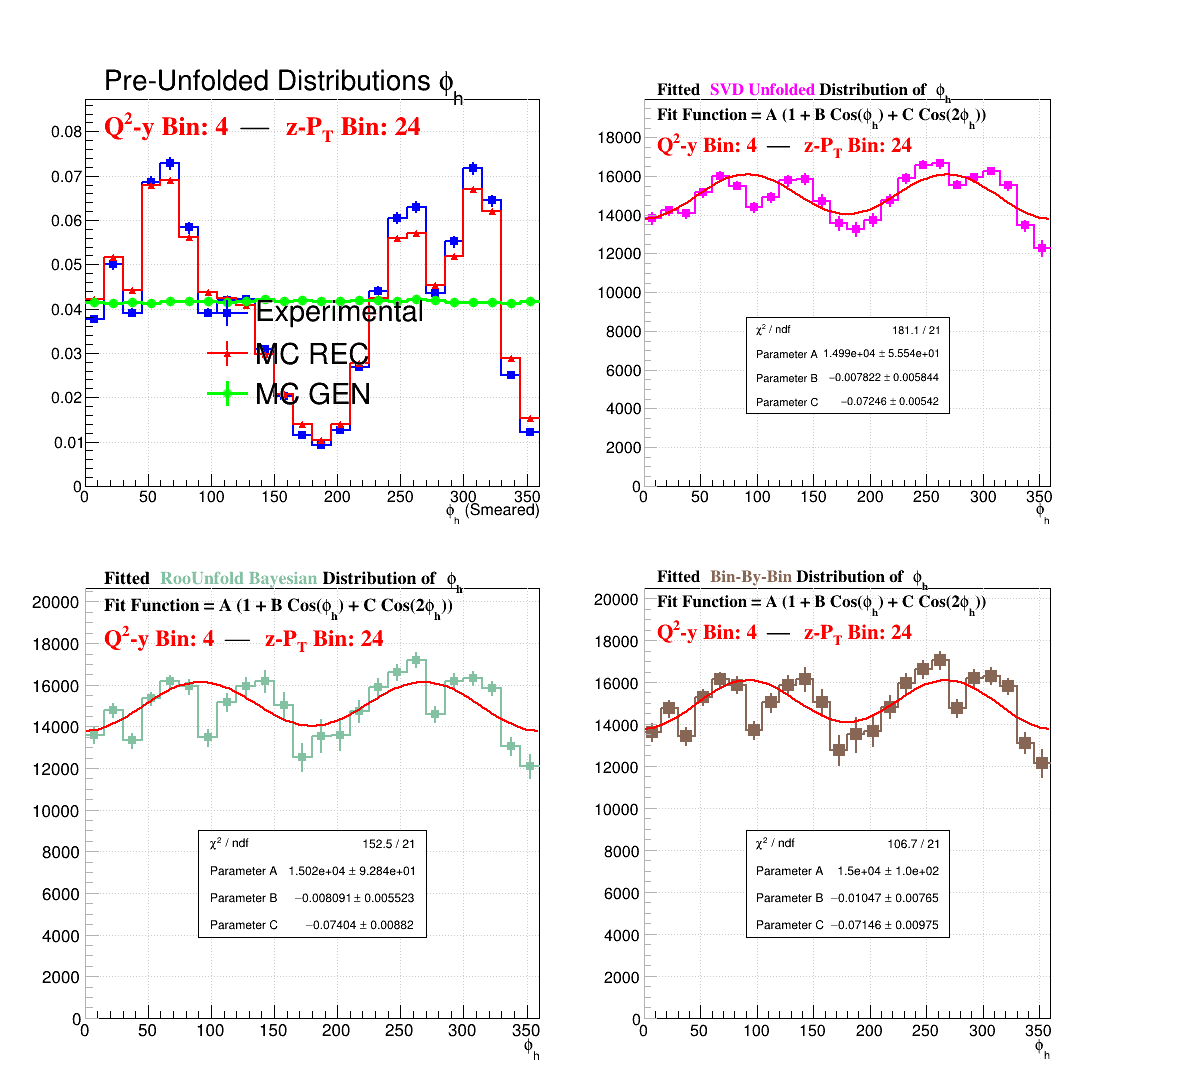 Pre-Unfolded Distributions ϕh
Q²-y Bin: 4 — z-PT Bin: 24
0.08
0.07
0.06
0.05
0.04
0.03
0.02
0.01
0
Experimental
MC REC
MC GEN
0 50 100 150 200 250 300 350
ϕh (Smeared)
Fitted SVD Unfolded Distribution of ϕh
Fit Function = A (1 + B Cos(ϕh) + C Cos(2ϕh))
Q²-y Bin: 4 — z-PT Bin: 24
18000
16000
14000
12000
10000
8000
6000
4000
2000
0
χ² / ndf 181.1 / 21
Parameter A 1.499e+04 ± 5.554e+01
Parameter B −0.007822 ± 0.005844
Parameter C −0.07246 ± 0.00542
0 50 100 150 200 250 300 350
ϕh
Fitted RooUnfold Bayesian Distribution of ϕh
Fit Function = A (1 + B Cos(ϕh) + C Cos(2ϕh))
Q²-y Bin: 4 — z-PT Bin: 24
20000
18000
16000
14000
12000
10000
8000
6000
4000
2000
0
χ² / ndf 152.5 / 21
Parameter A 1.502e+04 ± 9.284e+01
Parameter B −0.008091 ± 0.005523
Parameter C −0.07404 ± 0.00882
0 50 100 150 200 250 300 350
ϕh
Fitted Bin-By-Bin Distribution of ϕh
Fit Function = A (1 + B Cos(ϕh) + C Cos(2ϕh))
Q²-y Bin: 4 — z-PT Bin: 24
20000
18000
16000
14000
12000
10000
8000
6000
4000
2000
0
χ² / ndf 106.7 / 21
Parameter A 1.5e+04 ± 1.0e+02
Parameter B −0.01047 ± 0.00765
Parameter C −0.07146 ± 0.00975
0 50 100 150 200 250 300 350
ϕh